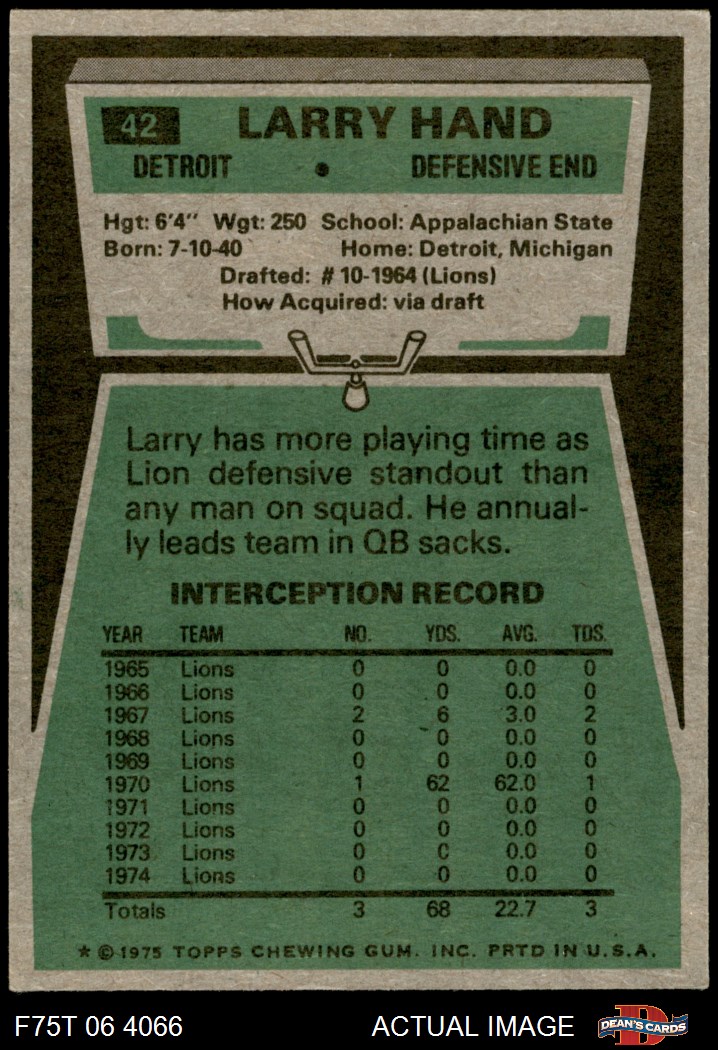 42 LARRY HAND
DETROIT • DEFENSIVE END
Hgt: 6'4" Wgt: 250 School: Appalachian State
Born: 7-10-40 Home: Detroit, Michigan
Drafted: #10-1964 (Lions)
How Acquired: via draft
Larry has more playing time as
Lion defensive standout than
any man on squad. He annual-
ly leads team in QB sacks.
INTERCEPTION RECORD
YEAR TEAM NO. YDS. AVG. TDS.
1965 Lions 0 0 0.0 0
1966 Lions 0 0 0.0 0
1967 Lions 2 6 3.0 2
1968 Lions 0 0 0.0 0
1969 Lions 0 0 0.0 0
1970 Lions 1 62 62.0 1
1971 Lions 0 0 0.0 0
1972 Lions 0 0 0.0 0
1973 Lions 0 0 0.0 0
1974 Lions 0 0 0.0 0
Totals 3 68 22.7 3
* © 1975 TOPPS CHEWING GUM. INC. PRTD IN U.S.A.
F75T 06 4066 ACTUAL IMAGE D DEAN'S CARDS